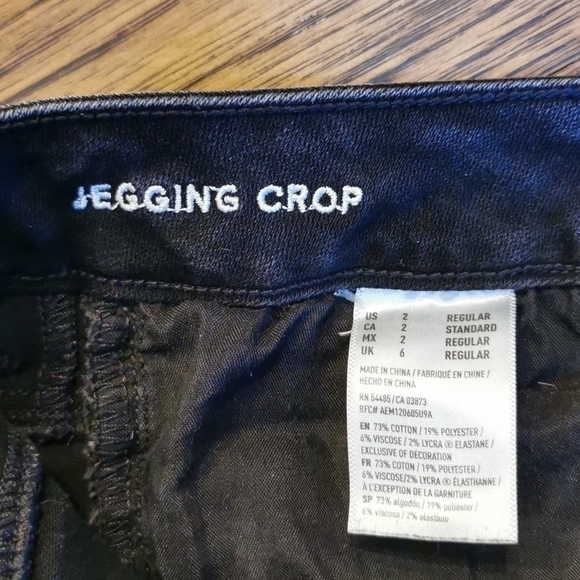 JEGGING CROP
US 2 REGULAR
CA 2 STANDARD
MX 2 REGULAR
UK 6 REGULAR
MADE IN CHINA / FABRIQUÉ EN CHINE /
HECHO EN CHINA
RN 54485/CA 03873
RFC# AEM120605U9A
EN 73% COTTON / 19% POLYESTER /
6% VISCOSE / 2% LYCRA ® ELASTANE /
EXCLUSIVE OF DECORATION
FR 73% COTON / 19% POLYESTER /
6% VISCOSE/2% LYCRA ® ELASTHANNE /
À L'EXCEPTION DE LA GARNITURE
SP 73% algodón / 19% poliéster /
6% viscosa / 2% elastano